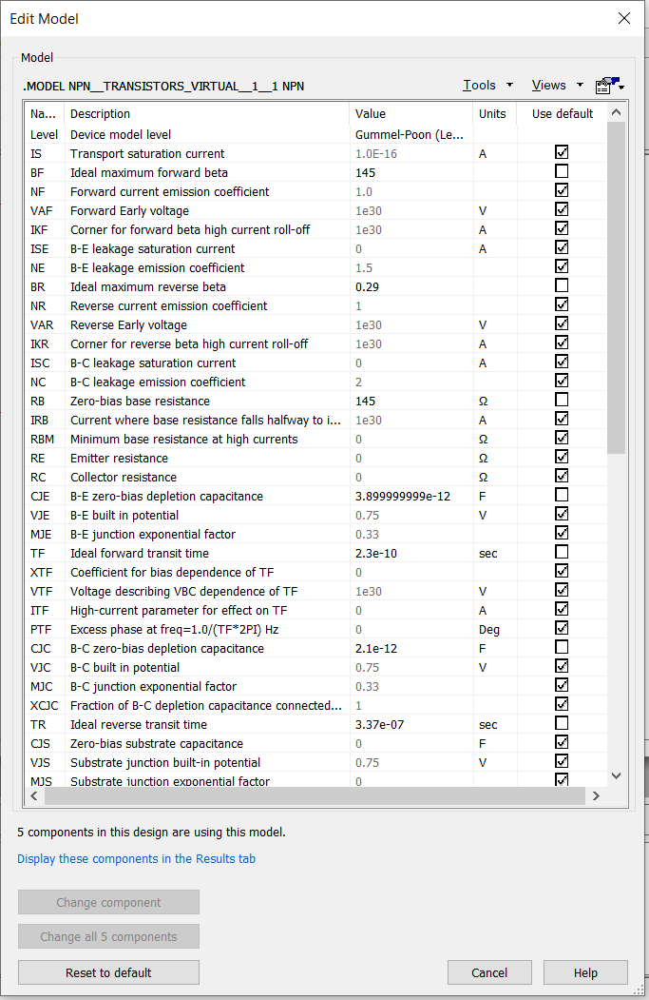 Edit Model
Model
.MODEL NPN__TRANSISTORS_VIRTUAL__1__1 NPN Tools Views
Na... Description Value Units Use default
Level Device model level Gummel-Poon (Le...
IS Transport saturation current 1.0E-16 A
BF Ideal maximum forward beta 145
NF Forward current emission coefficient 1.0
VAF Forward Early voltage 1e30 V
IKF Corner for forward beta high current roll-off 1e30 A
ISE B-E leakage saturation current 0 A
NE B-E leakage emission coefficient 1.5
BR Ideal maximum reverse beta 0.29
NR Reverse current emission coefficient 1
VAR Reverse Early voltage 1e30 V
IKR Corner for reverse beta high current roll-off 1e30 A
ISC B-C leakage saturation current 0 A
NC B-C leakage emission coefficient 2
RB Zero-bias base resistance 145 Ω
IRB Current where base resistance falls halfway to i... 1e30 A
RBM Minimum base resistance at high currents 0 Ω
RE Emitter resistance 0 Ω
RC Collector resistance 0 Ω
CJE B-E zero-bias depletion capacitance 3.899999999e-12 F
VJE B-E built in potential 0.75 V
MJE B-E junction exponential factor 0.33
TF Ideal forward transit time 2.3e-10 sec
XTF Coefficient for bias dependence of TF 0
VTF Voltage describing VBC dependence of TF 1e30 V
ITF High-current parameter for effect on TF 0 A
PTF Excess phase at freq=1.0/(TF*2PI) Hz 0 Deg
CJC B-C zero-bias depletion capacitance 2.1e-12 F
VJC B-C built in potential 0.75 V
MJC B-C junction exponential factor 0.33
XCJC Fraction of B-C depletion capacitance connected... 1
TR Ideal reverse transit time 3.37e-07 sec
CJS Zero-bias substrate capacitance 0 F
VJS Substrate junction built-in potential 0.75 V
MJS Substrate junction exponential factor 0
5 components in this design are using this model.
Display these components in the Results tab
Change component
Change all 5 components
Reset to default Cancel Help